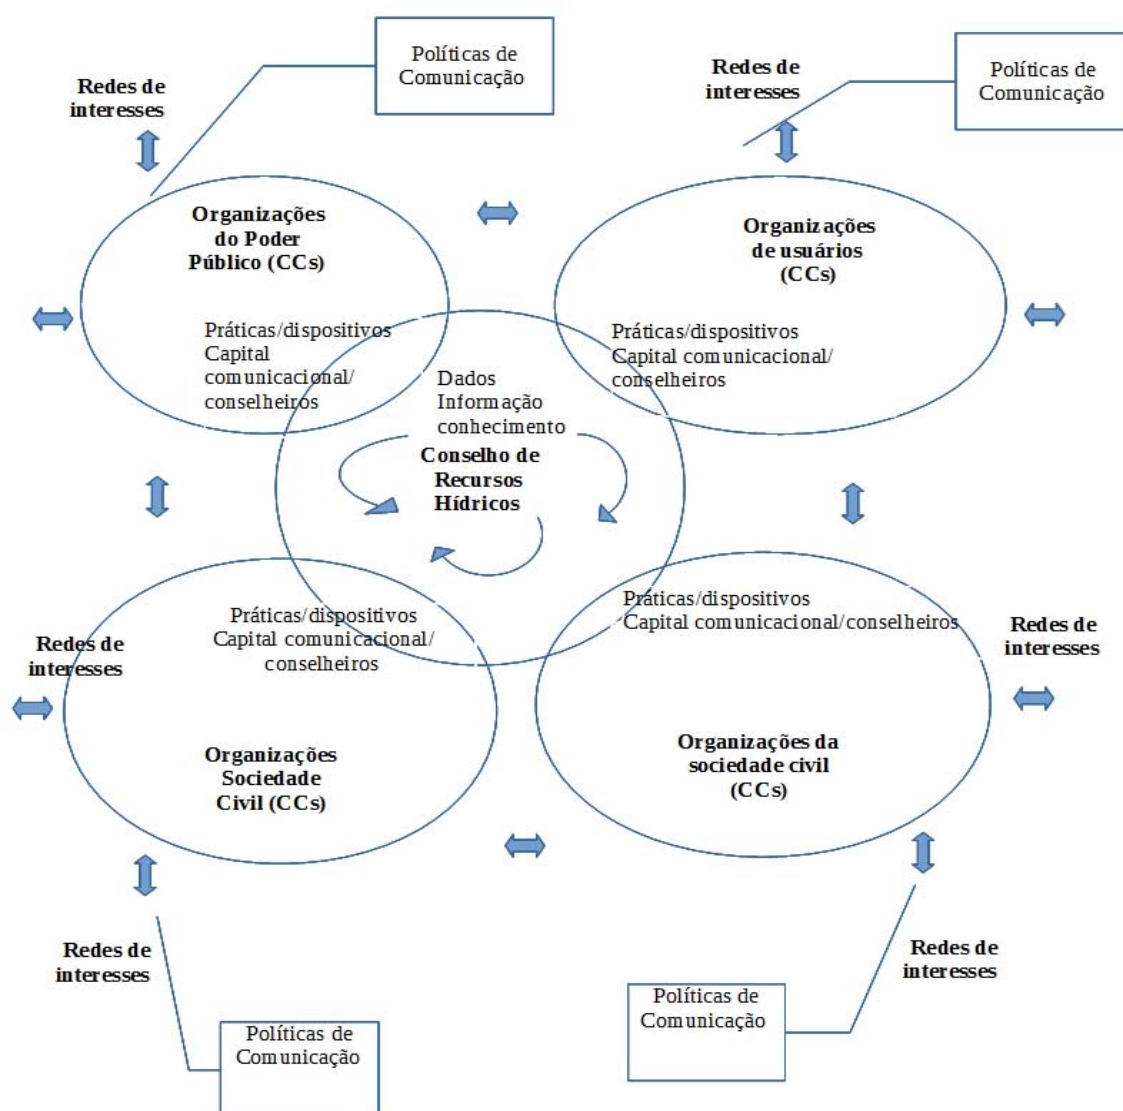 Políticas de
Comunicação
Redes de
interesses
Redes de
interesses
Políticas de
Comunicação
Organizações
do Poder
Público (CCs)
Práticas/dispositivos
Capital
comunicacional/
conselheiros
Organizações
de usuários
(CCs)
Práticas/dispositivos
Capital comunicacional/
conselheiros
Dados
Informação
conhecimento
Conselho de
Recursos
Hídricos
Práticas/dispositivos
Capital comunicacional/
conselheiros
Práticas/dispositivos
Capital comunicacional/conselheiros
Redes de
interesses
Redes de
interesses
Organizações
Sociedade
Civil (CCs)
Organizações da
sociedade civil
(CCs)
Redes de
interesses
Redes de
interesses
Políticas de
Comunicação
Políticas de
Comunicação